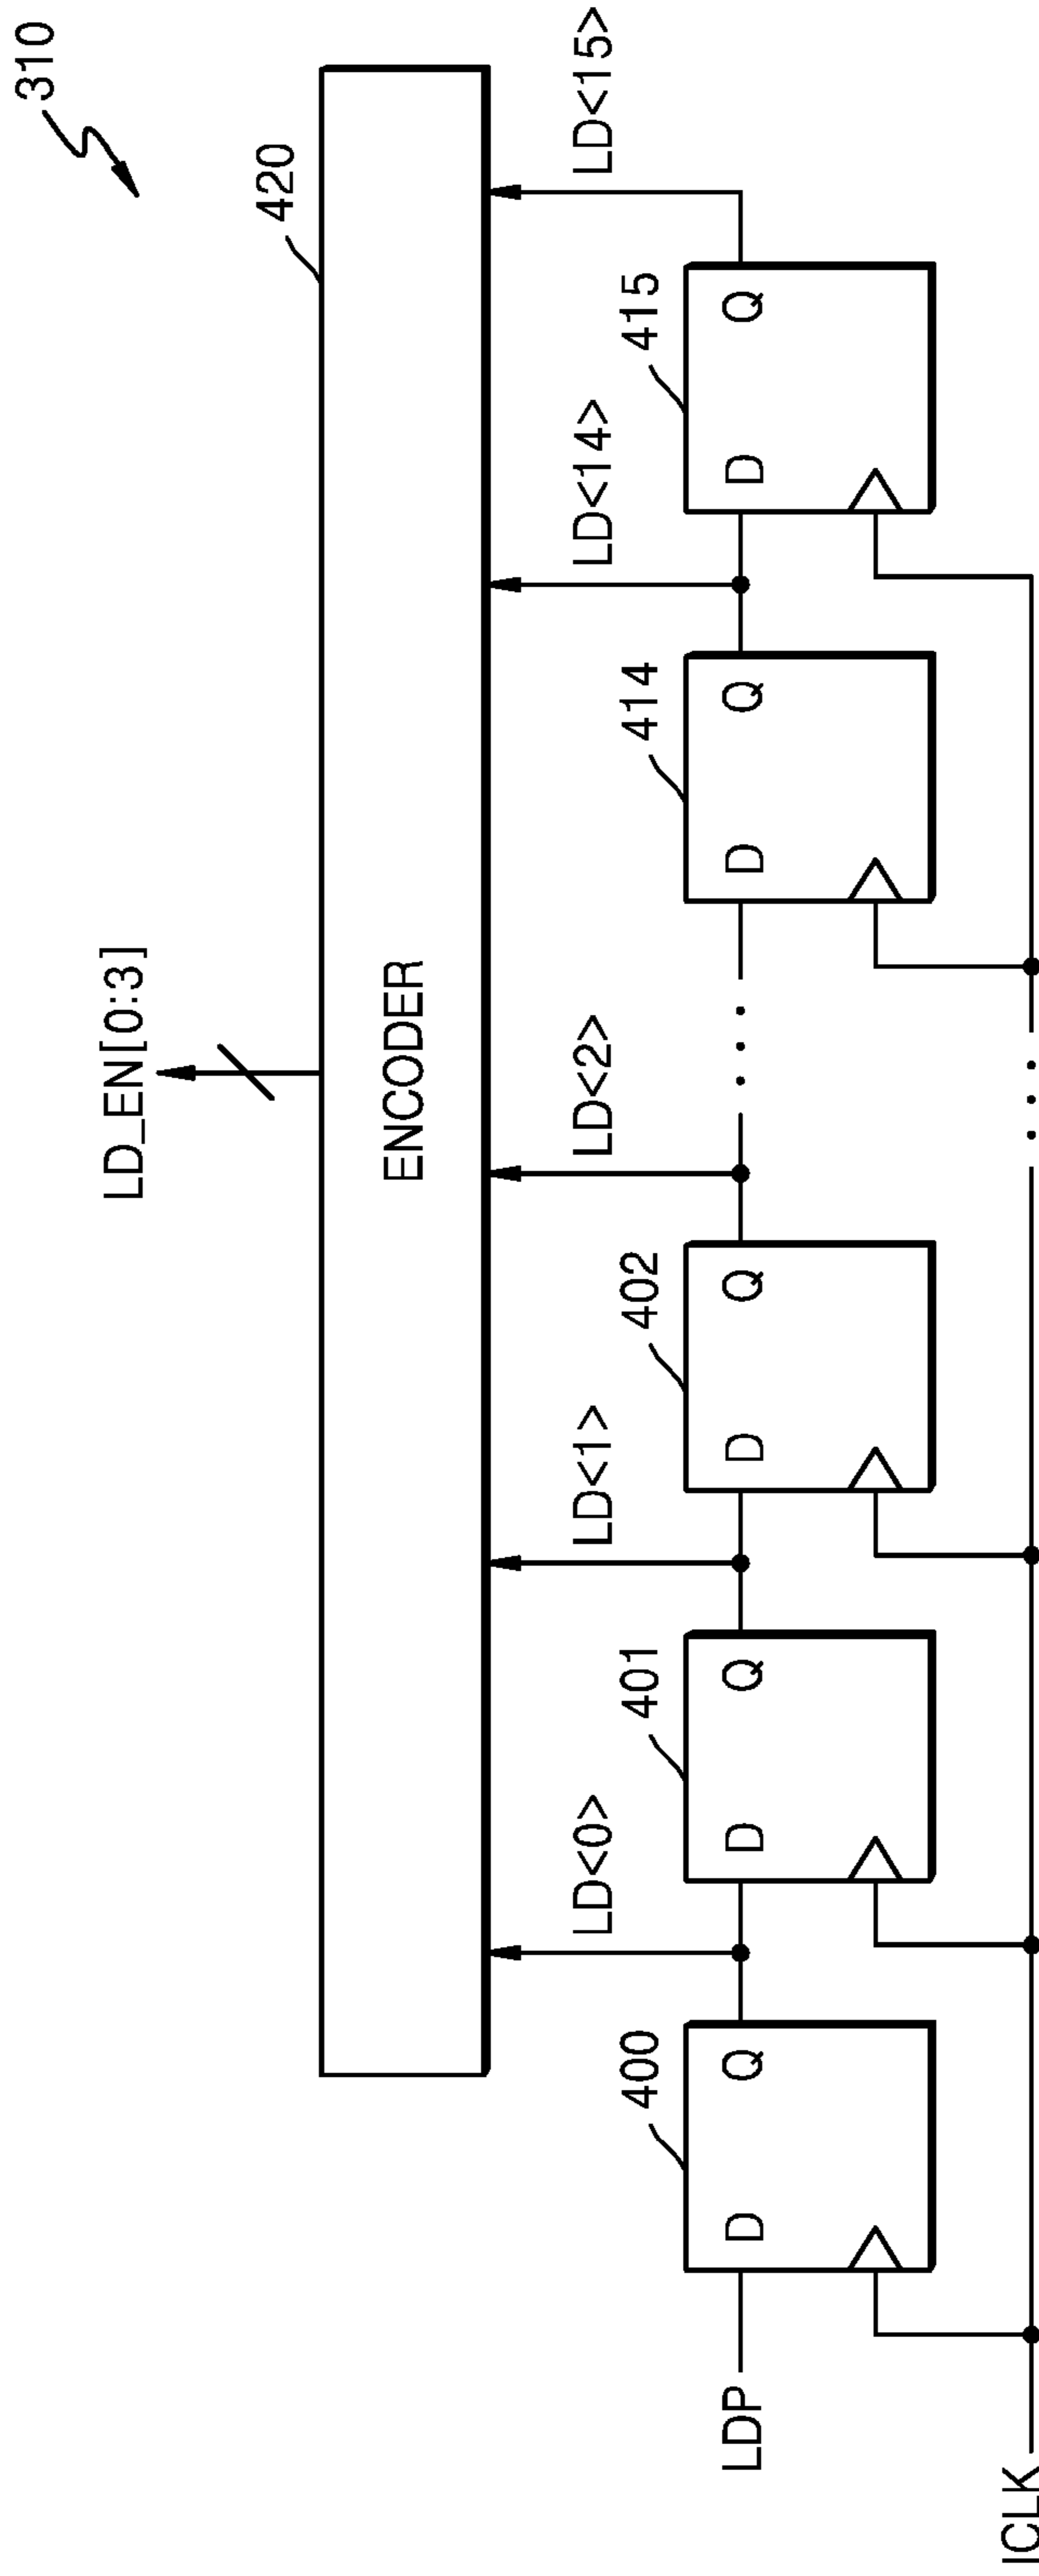 310
LD_EN[0:3]
420
ENCODER
LD<0>
LD<1>
LD<2>
LD<14>
LD<15>
400
401
402
414
415
LDP
D Q
D Q
D Q
. . .
D Q
D Q
ICLK
. . .